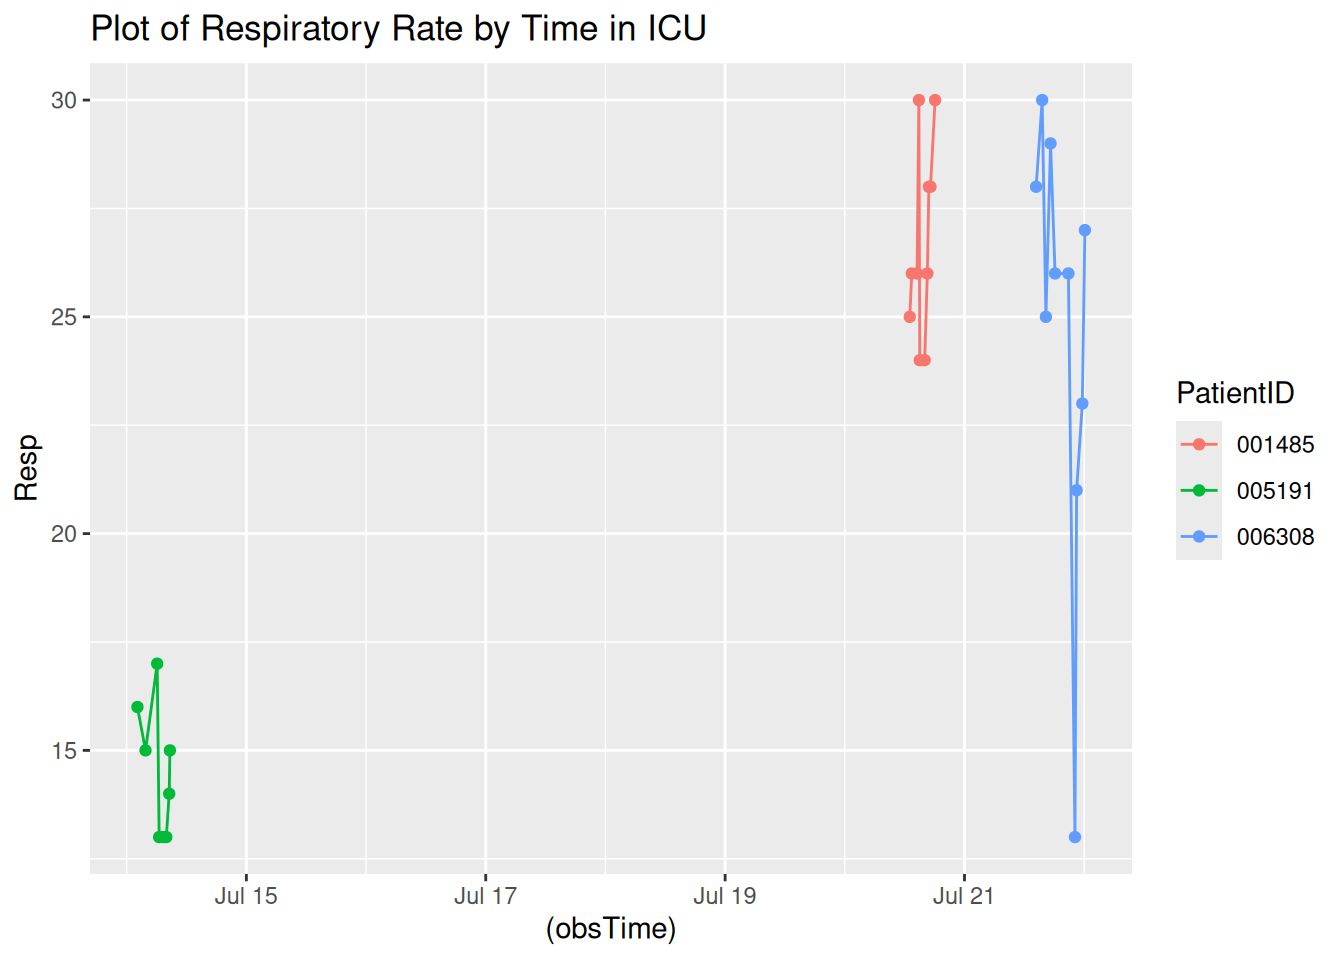 Plot of Respiratory Rate by Time in ICU
30
25
20
15
Resp
Jul 15
Jul 17
Jul 19
Jul 21
(obsTime)
PatientID
001485
005191
006308